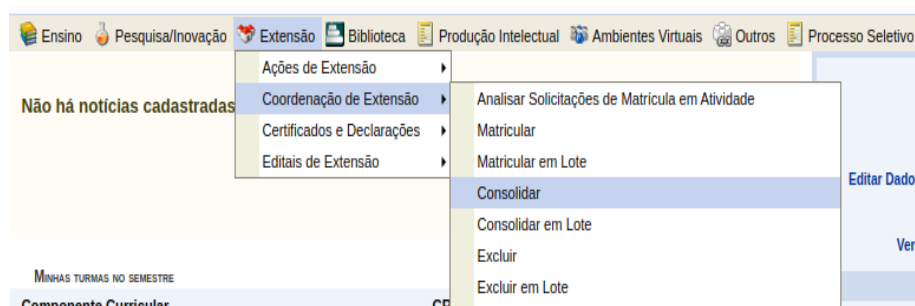 Ensino Pesquisa/Inovação Extensão Biblioteca Produção Intelectual Ambientes Virtuais Outros Processo Seletivo
Ações de Extensão
Não há notícias cadastradas
Coordenação de Extensão
Analisar Solicitações de Matrícula em Atividade
Certificados e Declarações
Matricular
Editais de Extensão
Matricular em Lote
Editar Dado
Consolidar
Consolidar em Lote
Ver
Excluir
Minhas turmas no semestre
Excluir em Lote
Componente Curricular